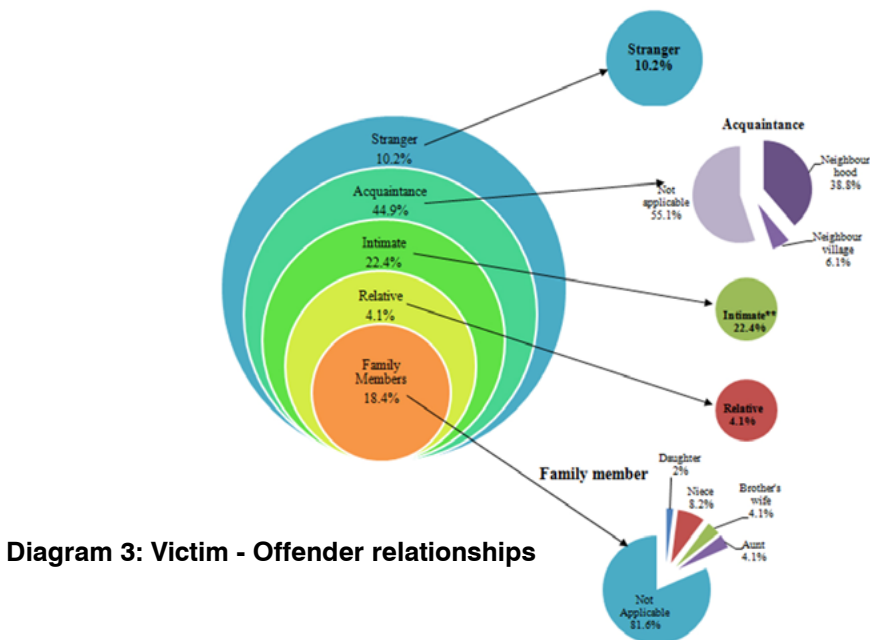 Stranger
10.2%
Stranger
10.2%
Acquaintance
44.9%
Acquaintance
Neighbour
hood
38.8%
Not
applicable
55.1%
Neighbour
village
6.1%
Intimate
22.4%
Intimate**
22.4%
Relative
4.1%
Relative
4.1%
Family
Members
18.4%
Family member
Daughter
2%
Niece
8.2%
Brother's
wife
4.1%
Aunt
4.1%
Not
Applicable
81.6%
Diagram 3: Victim - Offender relationships